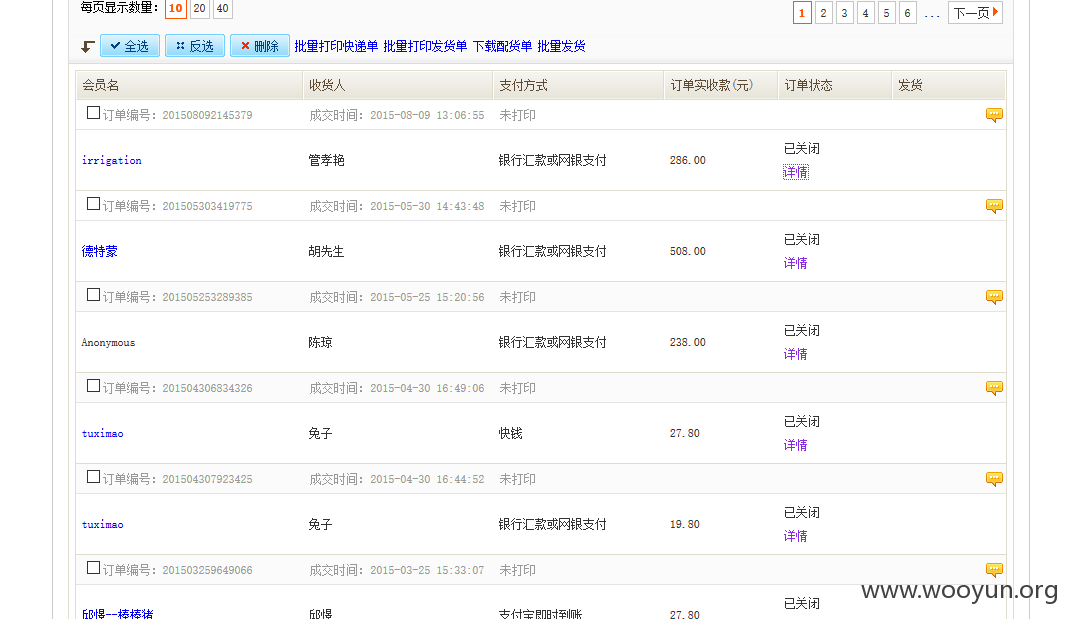 每页显示数量: 10 20 40
1 2 3 4 5 6 ... 下一页
全选 反选 删除 批量打印快递单 批量打印发货单 下载配货单 批量发货
会员名 收货人 支付方式 订单实收款(元) 订单状态 发货
订单编号: 201508092145379 成交时间: 2015-08-09 13:06:55 未打印
irrigation 管孝艳 银行汇款或网银支付 286.00 已关闭
详情
订单编号: 201505303419775 成交时间: 2015-05-30 14:43:48 未打印
德特蒙 胡先生 银行汇款或网银支付 508.00 已关闭
详情
订单编号: 201505253289385 成交时间: 2015-05-25 15:20:56 未打印
Anonymous 陈琼 银行汇款或网银支付 238.00 已关闭
详情
订单编号: 201504306834326 成交时间: 2015-04-30 16:49:06 未打印
tuximao 兔子 快钱 27.80 已关闭
详情
订单编号: 201504307923425 成交时间: 2015-04-30 16:44:52 未打印
tuximao 兔子 银行汇款或网银支付 19.80 已关闭
详情
订单编号: 201503259649066 成交时间: 2015-03-25 15:33:07 未打印
邱慢--棒棒猪 邱慢 支付宝即时到账 27.80 已关闭
www.wooyun.org